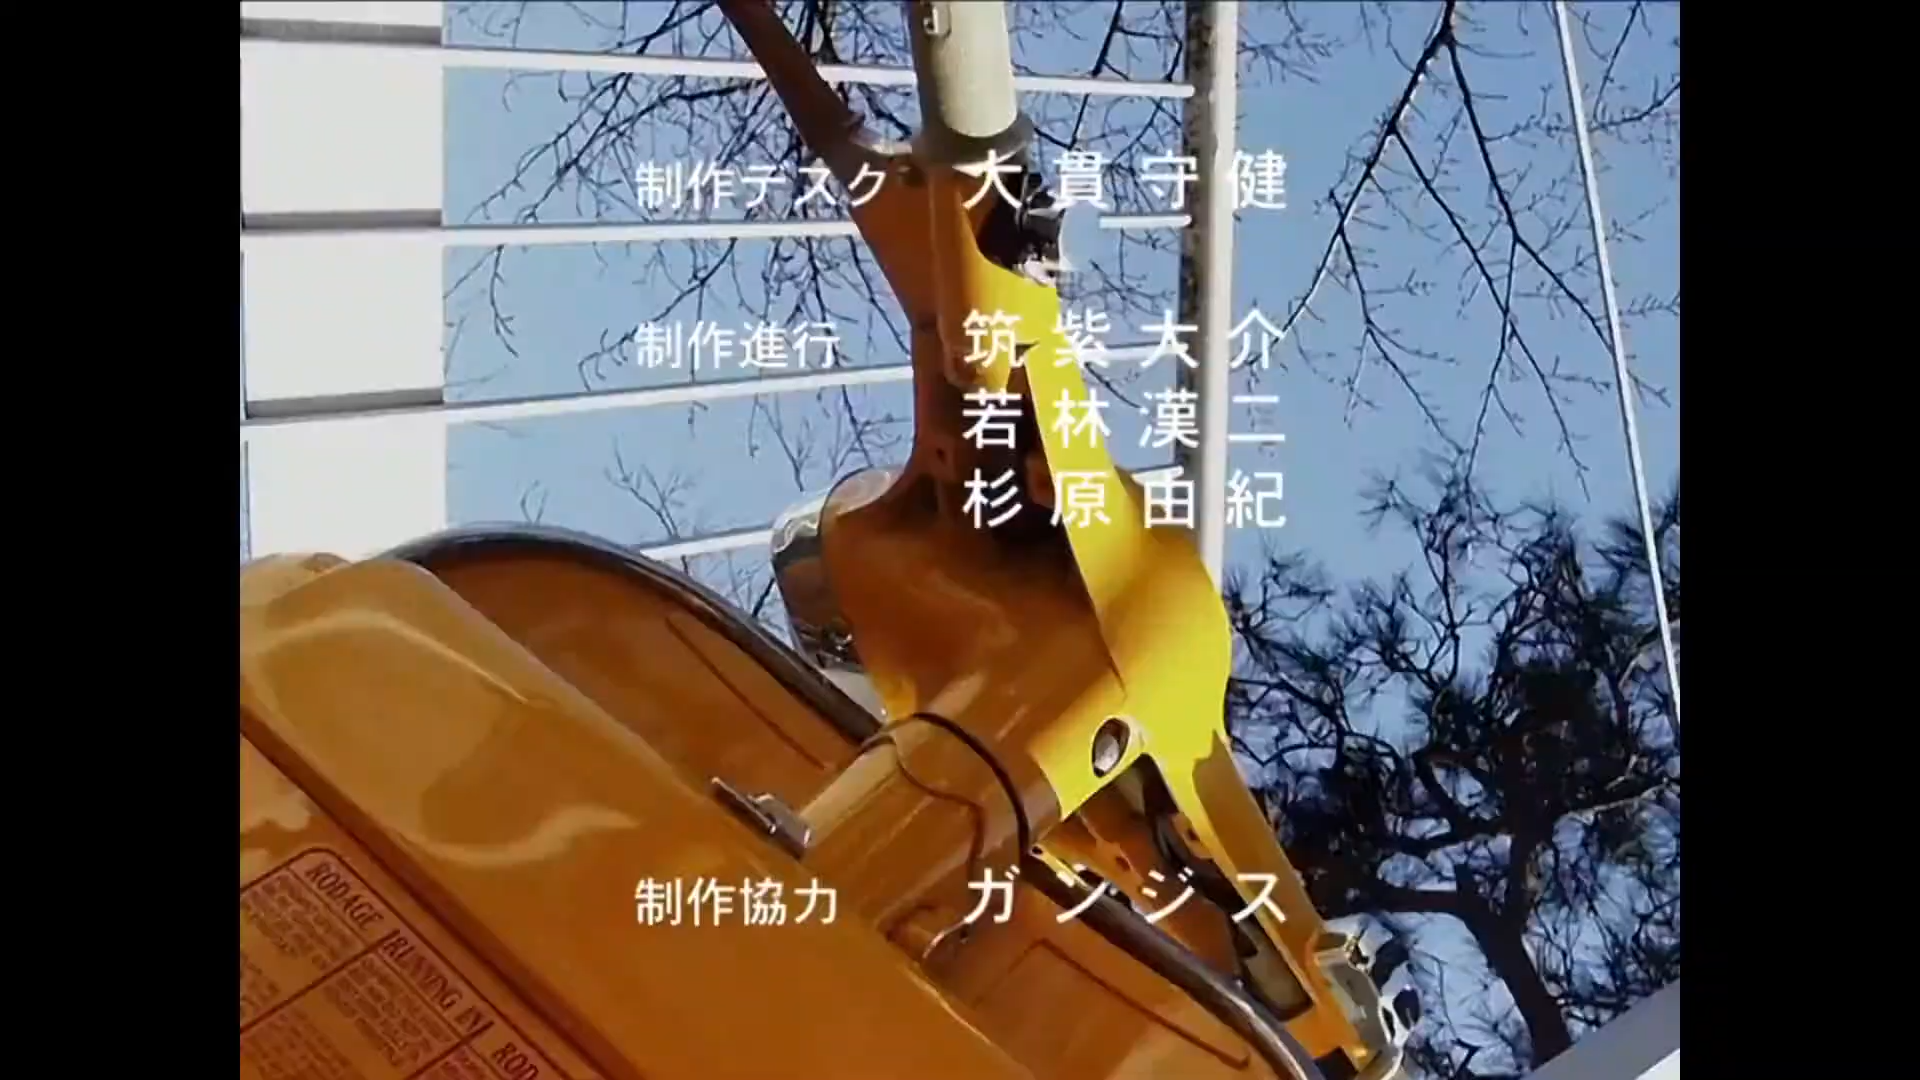 制作デスク 大貫守健
制作進行 筑紫大介
若林漢二
杉原由紀
制作協力 ガンジス
RODAGE
RUNNING IN
ROD